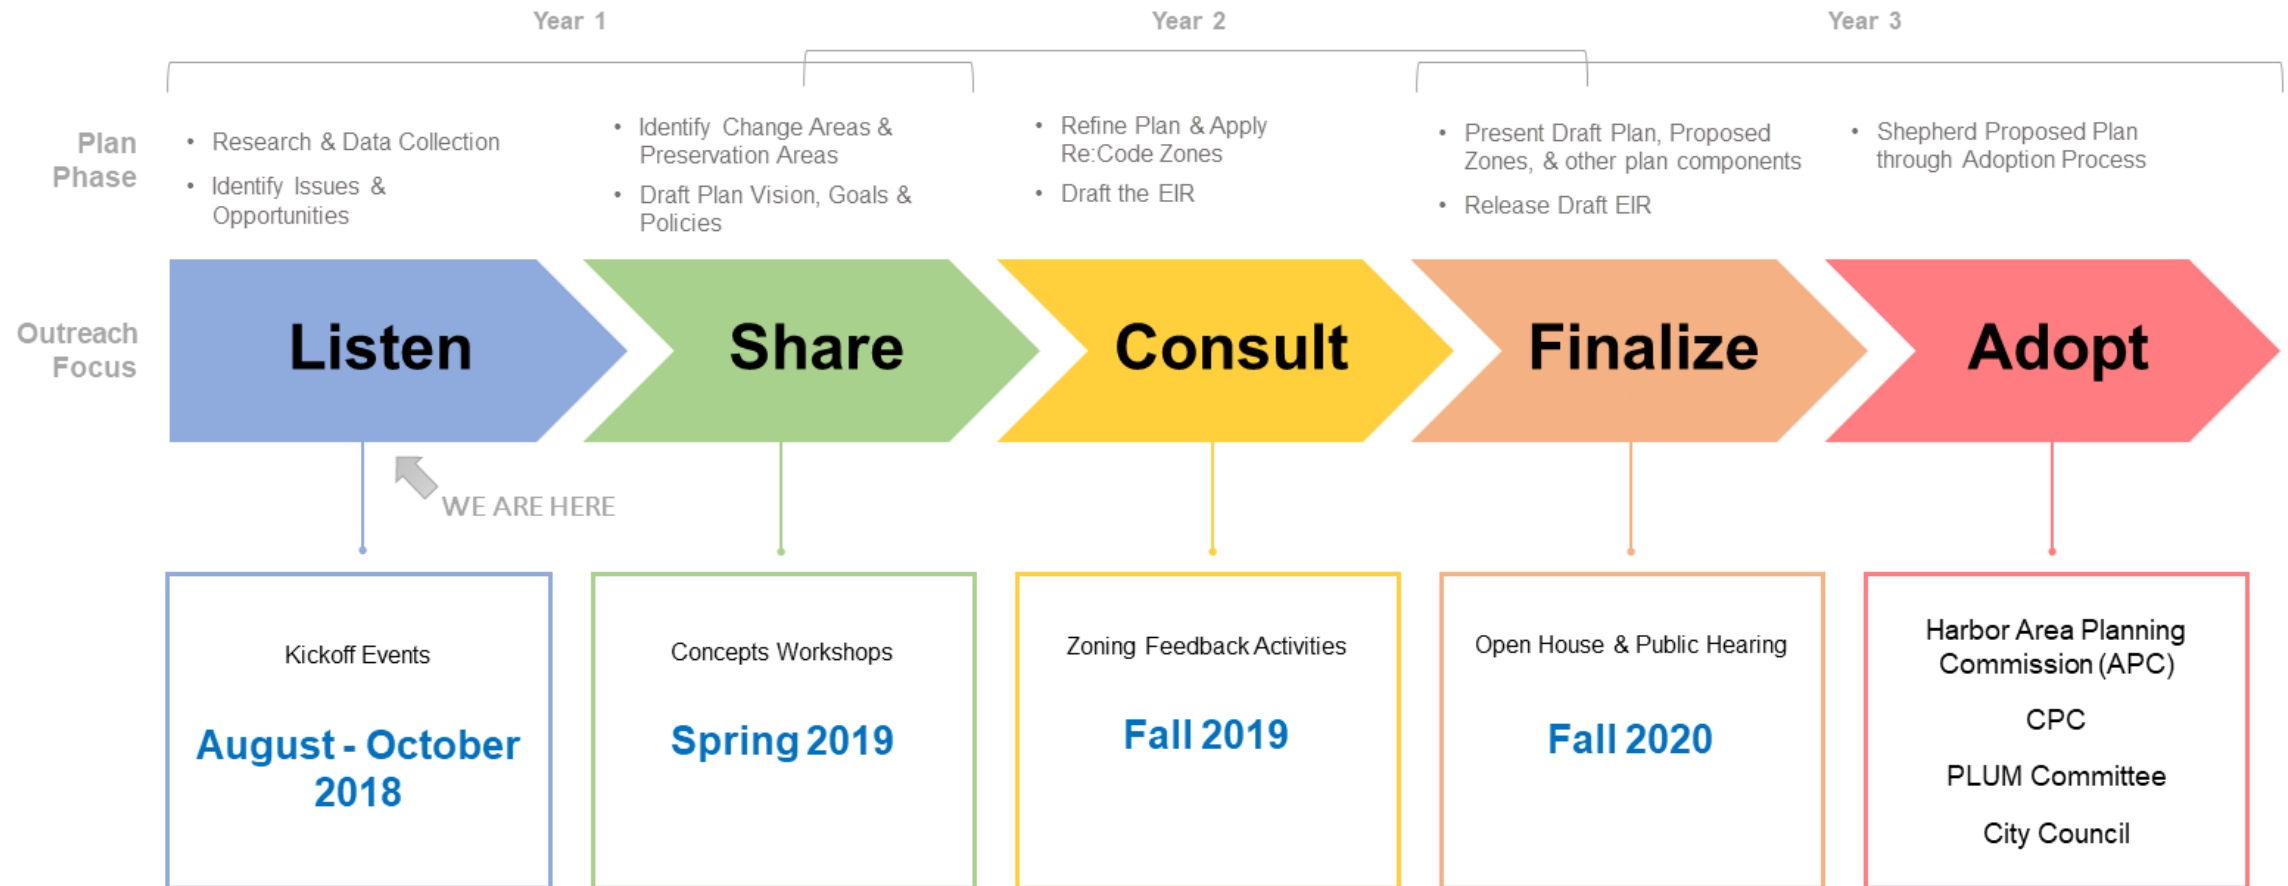 Year 1
Year 2
Year 3
Plan
Phase
• Research & Data Collection
• Identify Issues &
Opportunities
• Identify Change Areas &
Preservation Areas
• Draft Plan Vision, Goals &
Policies
• Refine Plan & Apply
Re:Code Zones
• Draft the EIR
• Present Draft Plan, Proposed
Zones, & other plan components
• Release Draft EIR
• Shepherd Proposed Plan
through Adoption Process
Outreach
Focus
Listen
Share
Consult
Finalize
Adopt
WE ARE HERE
Kickoff Events
August - October
2018
Concepts Workshops
Spring 2019
Zoning Feedback Activities
Fall 2019
Open House & Public Hearing
Fall 2020
Harbor Area Planning
Commission (APC)
CPC
PLUM Committee
City Council